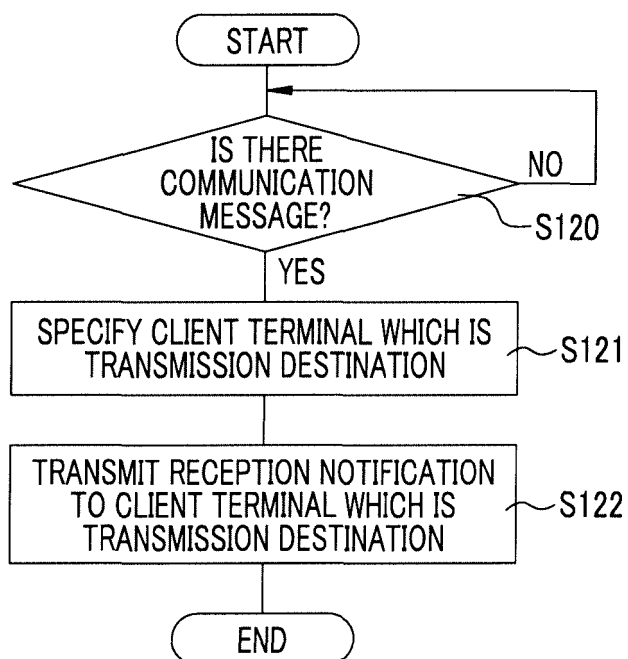 START
IS THERE
COMMUNICATION
MESSAGE?
NO
S120
YES
SPECIFY CLIENT TERMINAL WHICH IS
TRANSMISSION DESTINATION
S121
TRANSMIT RECEPTION NOTIFICATION
TO CLIENT TERMINAL WHICH IS
TRANSMISSION DESTINATION
S122
END